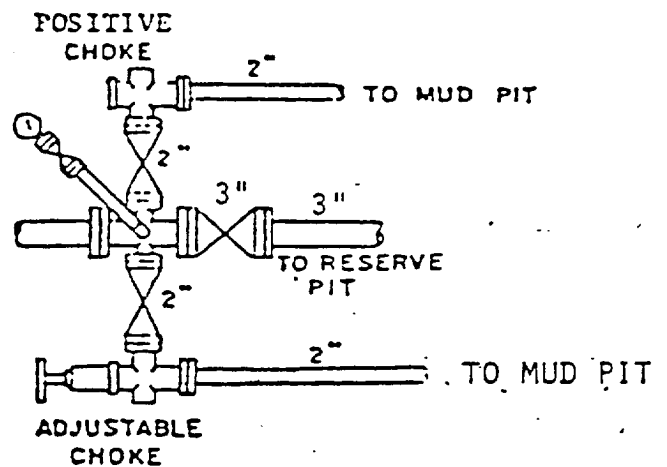 POSITIVE
CHOKE
2"
TO MUD PIT
2"
3"
3"
TO RESERVE
PIT
2"
2"
TO MUD PIT
ADJUSTABLE
CHOKE